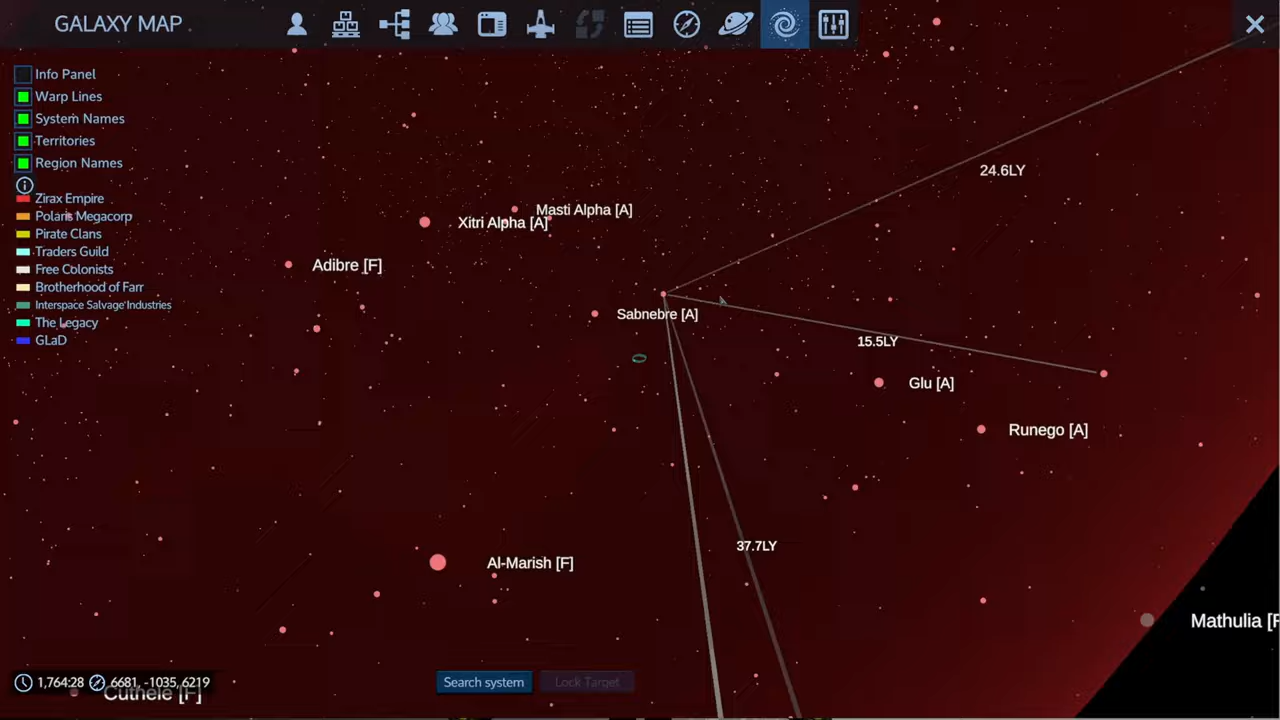 GALAXY MAP
Info Panel
Warp Lines
System Names
Territories
Region Names
Zirax Empire
Polaris Megacorp
Pirate Clans
Traders Guild
Free Colonists
Brotherhood of Farr
Interspace Salvage Industries
The Legacy
GLaD
24.6LY
Masti Alpha [A]
Xitri Alpha [A]
Adibre [F]
Sabnebre [A]
15.5LY
Glu [A]
Runego [A]
37.7LY
Al-Marish [F]
Mathulia [F
1,764:28 6681, -1035, 6219
Cuthele [F]
Search system
Lock Target